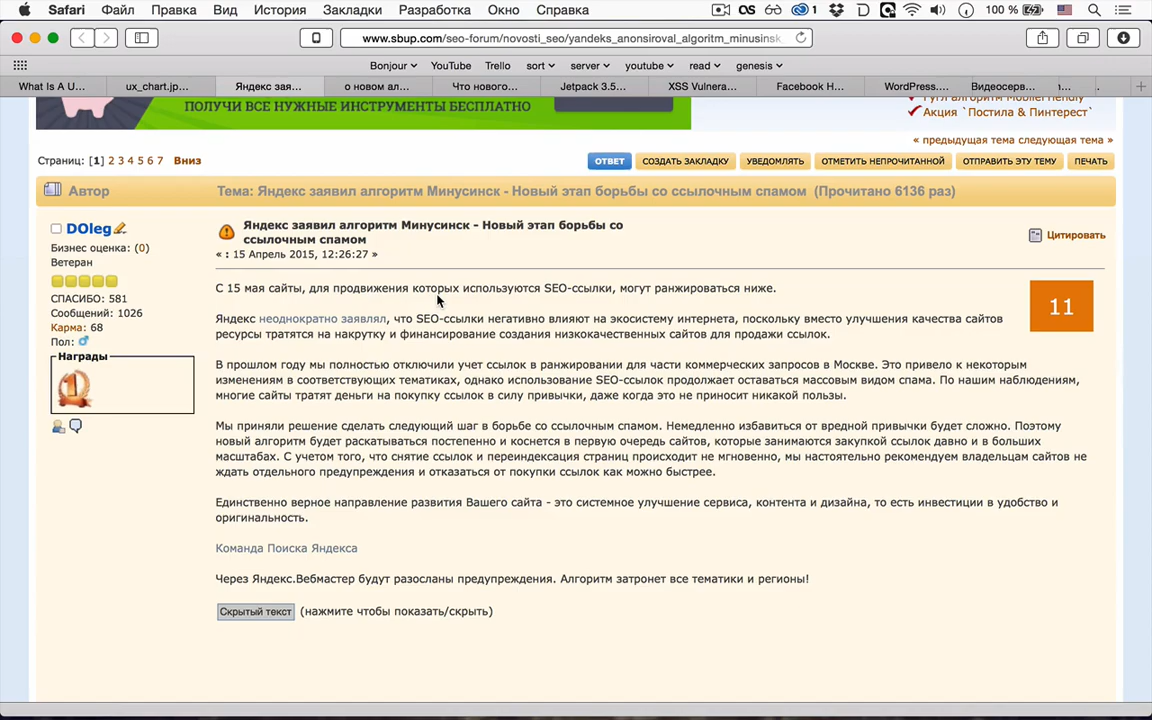 Safari Файл Правка Вид История Закладки Разработка Окно Справка 1 100 %
www.sbup.com/seo-forum/novosti_seo/yandeks_anonsiroval_algoritm_minusinsk_
Bonjour YouTube Trello sort server youtube read genesis
What Is A U... ux_chart.jp... Яндекс зая... о новом ал... Что нового... Jetpack 3.5... XSS Vulnera... Facebook H... WordPress.... Видеосерв...
ПОЛУЧИ ВСЕ НУЖНЫЕ ИНСТРУМЕНТЫ БЕСПЛАТНО
Гугл алгоритм Mobilefriendly
Акция `Постила & Пинтерест`
« предыдущая тема следующая тема »
Страниц: [1] 2 3 4 5 6 7 Вниз
ОТВЕТ СОЗДАТЬ ЗАКЛАДКУ УВЕДОМЛЯТЬ ОТМЕТИТЬ НЕПРОЧИТАННОЙ ОТПРАВИТЬ ЭТУ ТЕМУ ПЕЧАТЬ
Автор Тема: Яндекс заявил алгоритм Минусинск - Новый этап борьбы со ссылочным спамом (Прочитано 6136 раз)
DOleg
Бизнес оценка: (0)
Ветеран
СПАСИБО: 581
Сообщений: 1026
Карма: 68
Пол:
Награды
1
Яндекс заявил алгоритм Минусинск - Новый этап борьбы со
ссылочным спамом
« : 15 Апрель 2015, 12:26:27 »
Цитировать
11
С 15 мая сайты, для продвижения которых используются SEO-ссылки, могут ранжироваться ниже.
Яндекс неоднократно заявлял, что SEO-ссылки негативно влияют на экосистему интернета, поскольку вместо улучшения качества сайтов
ресурсы тратятся на накрутку и финансирование создания низкокачественных сайтов для продажи ссылок.
В прошлом году мы полностью отключили учет ссылок в ранжировании для части коммерческих запросов в Москве. Это привело к некоторым
изменениям в соответствующих тематиках, однако использование SEO-ссылок продолжает оставаться массовым видом спама. По нашим наблюдениям,
многие сайты тратят деньги на покупку ссылок в силу привычки, даже когда это не приносит никакой пользы.
Мы приняли решение сделать следующий шаг в борьбе со ссылочным спамом. Немедленно избавиться от вредной привычки будет сложно. Поэтому
новый алгоритм будет раскатываться постепенно и коснется в первую очередь сайтов, которые занимаются закупкой ссылок давно и в больших
масштабах. С учетом того, что снятие ссылок и переиндексация страниц происходит не мгновенно, мы настоятельно рекомендуем владельцам сайтов не
ждать отдельного предупреждения и отказаться от покупки ссылок как можно быстрее.
Единственно верное направление развития Вашего сайта - это системное улучшение сервиса, контента и дизайна, то есть инвестиции в удобство и
оригинальность.
Команда Поиска Яндекса
Через Яндекс.Вебмастер будут разосланы предупреждения. Алгоритм затронет все тематики и регионы!
Скрытый текст (нажмите чтобы показать/скрыть)